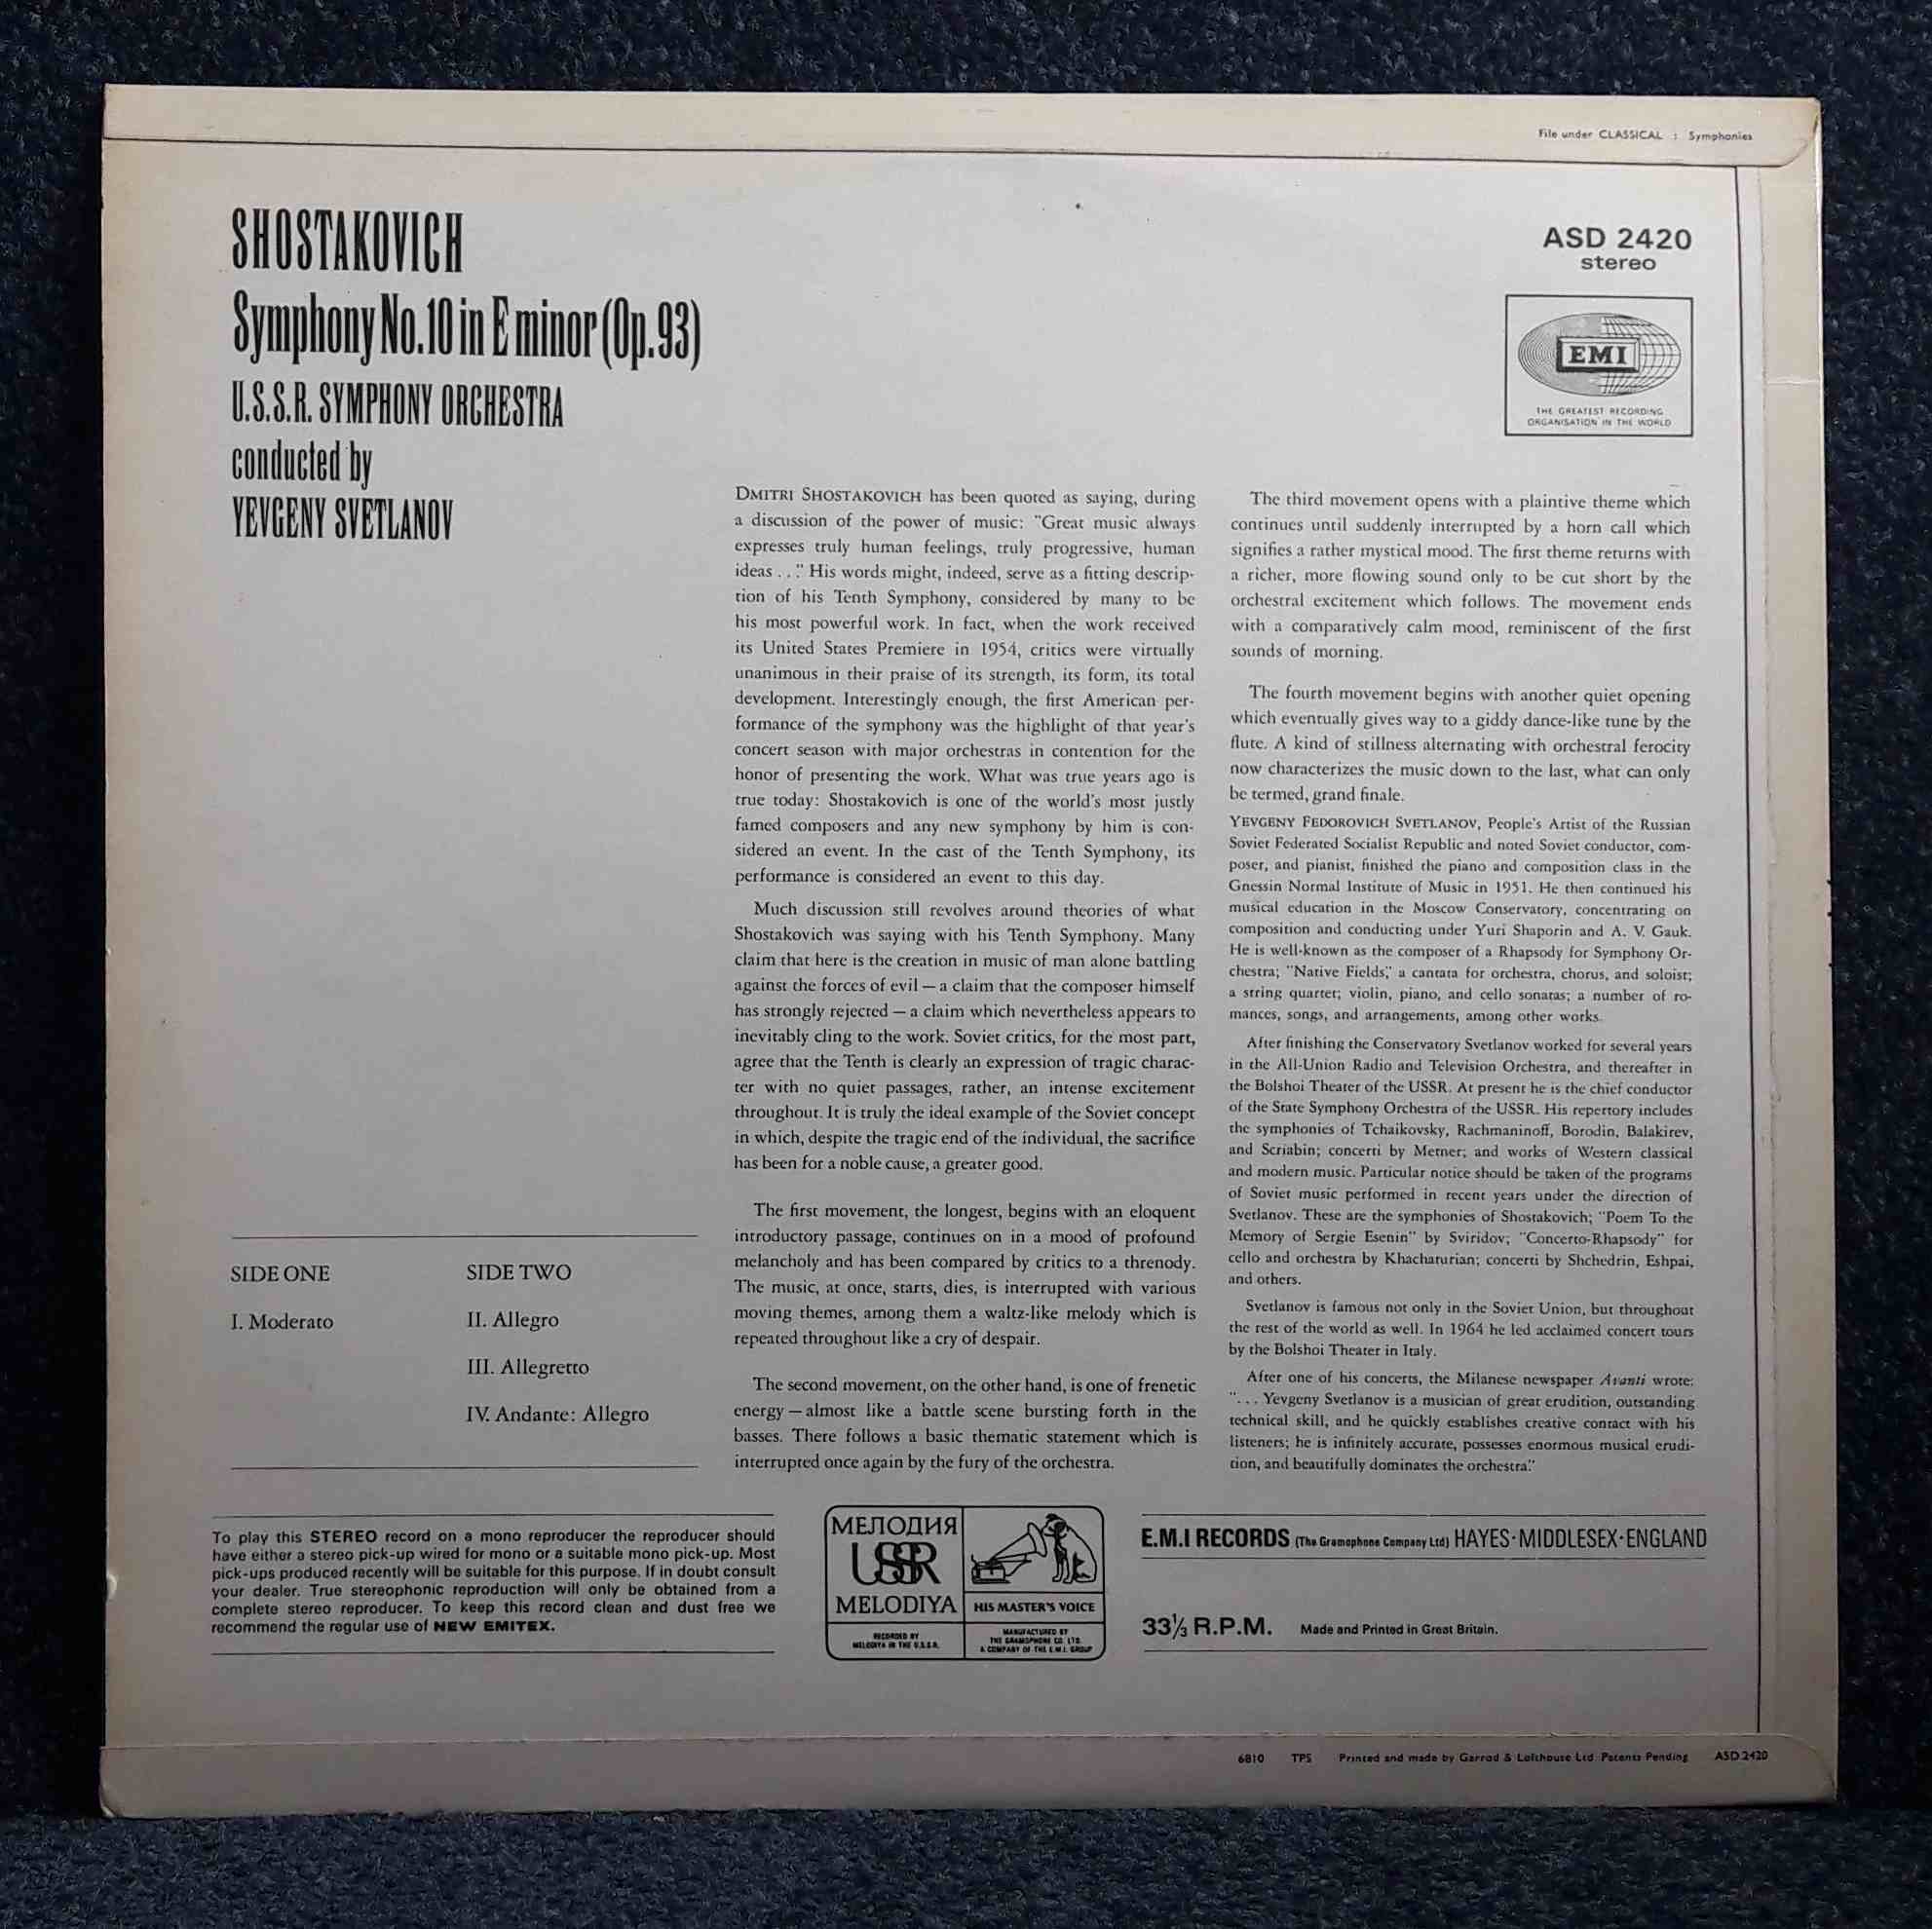 File under CLASSICAL : Symphonies
SHOSTAKOVICH
Symphony No.10 in E minor (Op.93)
U.S.S.R. SYMPHONY ORCHESTRA
conducted by
YEVGENY SVETLANOV
ASD 2420
stereo
EMI
THE GREATEST RECORDING
ORGANISATION IN THE WORLD
DMITRI SHOSTAKOVICH has been quoted as saying, during
a discussion of the power of music: "Great music always
expresses truly human feelings, truly progressive, human
ideas . . ." His words might, indeed, serve as a fitting descrip-
tion of his Tenth Symphony, considered by many to be
his most powerful work. In fact, when the work received
its United States Premiere in 1954, critics were virtually
unanimous in their praise of its strength, its form, its total
development. Interestingly enough, the first American per-
formance of the symphony was the highlight of that year's
concert season with major orchestras in contention for the
honor of presenting the work. What was true years ago is
true today: Shostakovich is one of the world's most justly
famed composers and any new symphony by him is con-
sidered an event. In the cast of the Tenth Symphony, its
performance is considered an event to this day.
Much discussion still revolves around theories of what
Shostakovich was saying with his Tenth Symphony. Many
claim that here is the creation in music of man alone battling
against the forces of evil — a claim that the composer himself
has strongly rejected — a claim which nevertheless appears to
inevitably cling to the work. Soviet critics, for the most part,
agree that the Tenth is clearly an expression of tragic charac-
ter with no quiet passages, rather, an intense excitement
throughout. It is truly the ideal example of the Soviet concept
in which, despite the tragic end of the individual, the sacrifice
has been for a noble cause, a greater good.
The first movement, the longest, begins with an eloquent
introductory passage, continues on in a mood of profound
melancholy and has been compared by critics to a threnody.
The music, at once, starts, dies, is interrupted with various
moving themes, among them a waltz-like melody which is
repeated throughout like a cry of despair.
The second movement, on the other hand, is one of frenetic
energy — almost like a battle scene bursting forth in the
basses. There follows a basic thematic statement which is
interrupted once again by the fury of the orchestra.
The third movement opens with a plaintive theme which
continues until suddenly interrupted by a horn call which
signifies a rather mystical mood. The first theme returns with
a richer, more flowing sound only to be cut short by the
orchestral excitement which follows. The movement ends
with a comparatively calm mood, reminiscent of the first
sounds of morning.
The fourth movement begins with another quiet opening
which eventually gives way to a giddy dance-like tune by the
flute. A kind of stillness alternating with orchestral ferocity
now characterizes the music down to the last, what can only
be termed, grand finale.
YEVGENY FEDOROVICH SVETLANOV, People's Artist of the Russian
Soviet Federated Socialist Republic and noted Soviet conductor, com-
poser, and pianist, finished the piano and composition class in the
Gnessin Normal Institute of Music in 1951. He then continued his
musical education in the Moscow Conservatory, concentrating on
composition and conducting under Yuri Shaporin and A. V. Gauk.
He is well-known as the composer of a Rhapsody for Symphony Or-
chestra; "Native Fields," a cantata for orchestra, chorus, and soloist;
a string quartet; violin, piano, and cello sonatas; a number of ro-
mances, songs, and arrangements, among other works.
After finishing the Conservatory Svetlanov worked for several years
in the All-Union Radio and Television Orchestra, and thereafter in
the Bolshoi Theater of the USSR. At present he is the chief conductor
of the State Symphony Orchestra of the USSR. His repertory includes
the symphonies of Tchaikovsky, Rachmaninoff, Borodin, Balakirev,
and Scriabin; concerti by Metner; and works of Western classical
and modern music. Particular notice should be taken of the programs
of Soviet music performed in recent years under the direction of
Svetlanov. These are the symphonies of Shostakovich; "Poem To the
Memory of Sergie Esenin" by Sviridov; "Concerto-Rhapsody" for
cello and orchestra by Khachaturian; concerti by Shchedrin, Eshpai,
and others.
Svetlanov is famous not only in the Soviet Union, but throughout
the rest of the world as well. In 1964 he led acclaimed concert tours
by the Bolshoi Theater in Italy.
After one of his concerts, the Milanese newspaper Avanti wrote:
". . . Yevgeny Svetlanov is a musician of great erudition, outstanding
technical skill, and he quickly establishes creative contact with his
listeners; he is infinitely accurate, possesses enormous musical erudi-
tion, and beautifully dominates the orchestra."
SIDE ONE
I. Moderato
SIDE TWO
II. Allegro
III. Allegretto
IV. Andante: Allegro
To play this STEREO record on a mono reproducer the reproducer should
have either a stereo pick-up wired for mono or a suitable mono pick-up. Most
pick-ups produced recently will be suitable for this purpose. If in doubt consult
your dealer. True stereophonic reproduction will only be obtained from a
complete stereo reproducer. To keep this record clean and dust free we
recommend the regular use of NEW EMITEX.
МЕЛОДИЯ
USSR
MELODIYA
RECORDED BY
MELODIYA IN THE U.S.S.R.
HIS MASTER'S VOICE
MANUFACTURED BY
THE GRAMOPHONE CO. LTD.
A COMPANY OF THE E.M.I. GROUP
E.M.I RECORDS (The Gramophone Company Ltd) HAYES·MIDDLESEX·ENGLAND
33⅓ R.P.M. Made and Printed in Great Britain.
6810 TPS Printed and made by Garrod & Lofthouse Ltd. Patents Pending ASD 2420